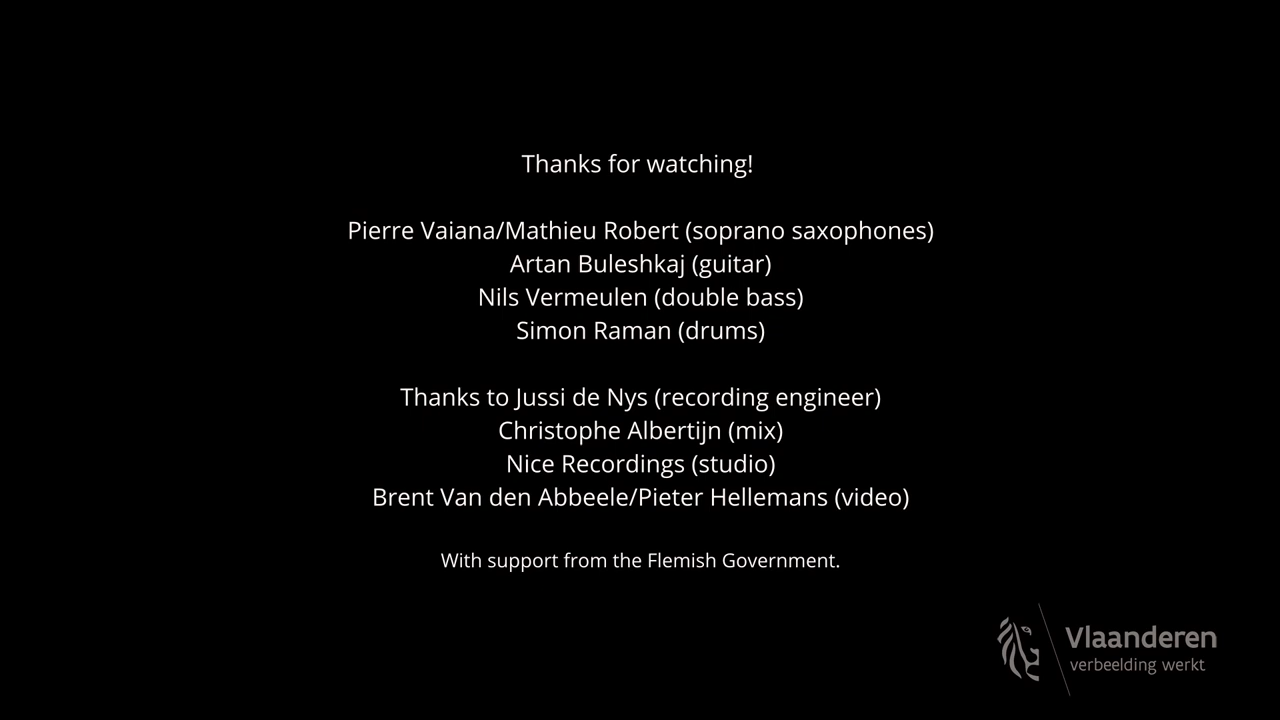 Thanks for watching!
Pierre Vaiana/Mathieu Robert (soprano saxophones)
Artan Buleshkaj (guitar)
Nils Vermeulen (double bass)
Simon Raman (drums)
Thanks to Jussi de Nys (recording engineer)
Christophe Albertijn (mix)
Nice Recordings (studio)
Brent Van den Abbeele/Pieter Hellemans (video)
With support from the Flemish Government.
Vlaanderen
verbeelding werkt